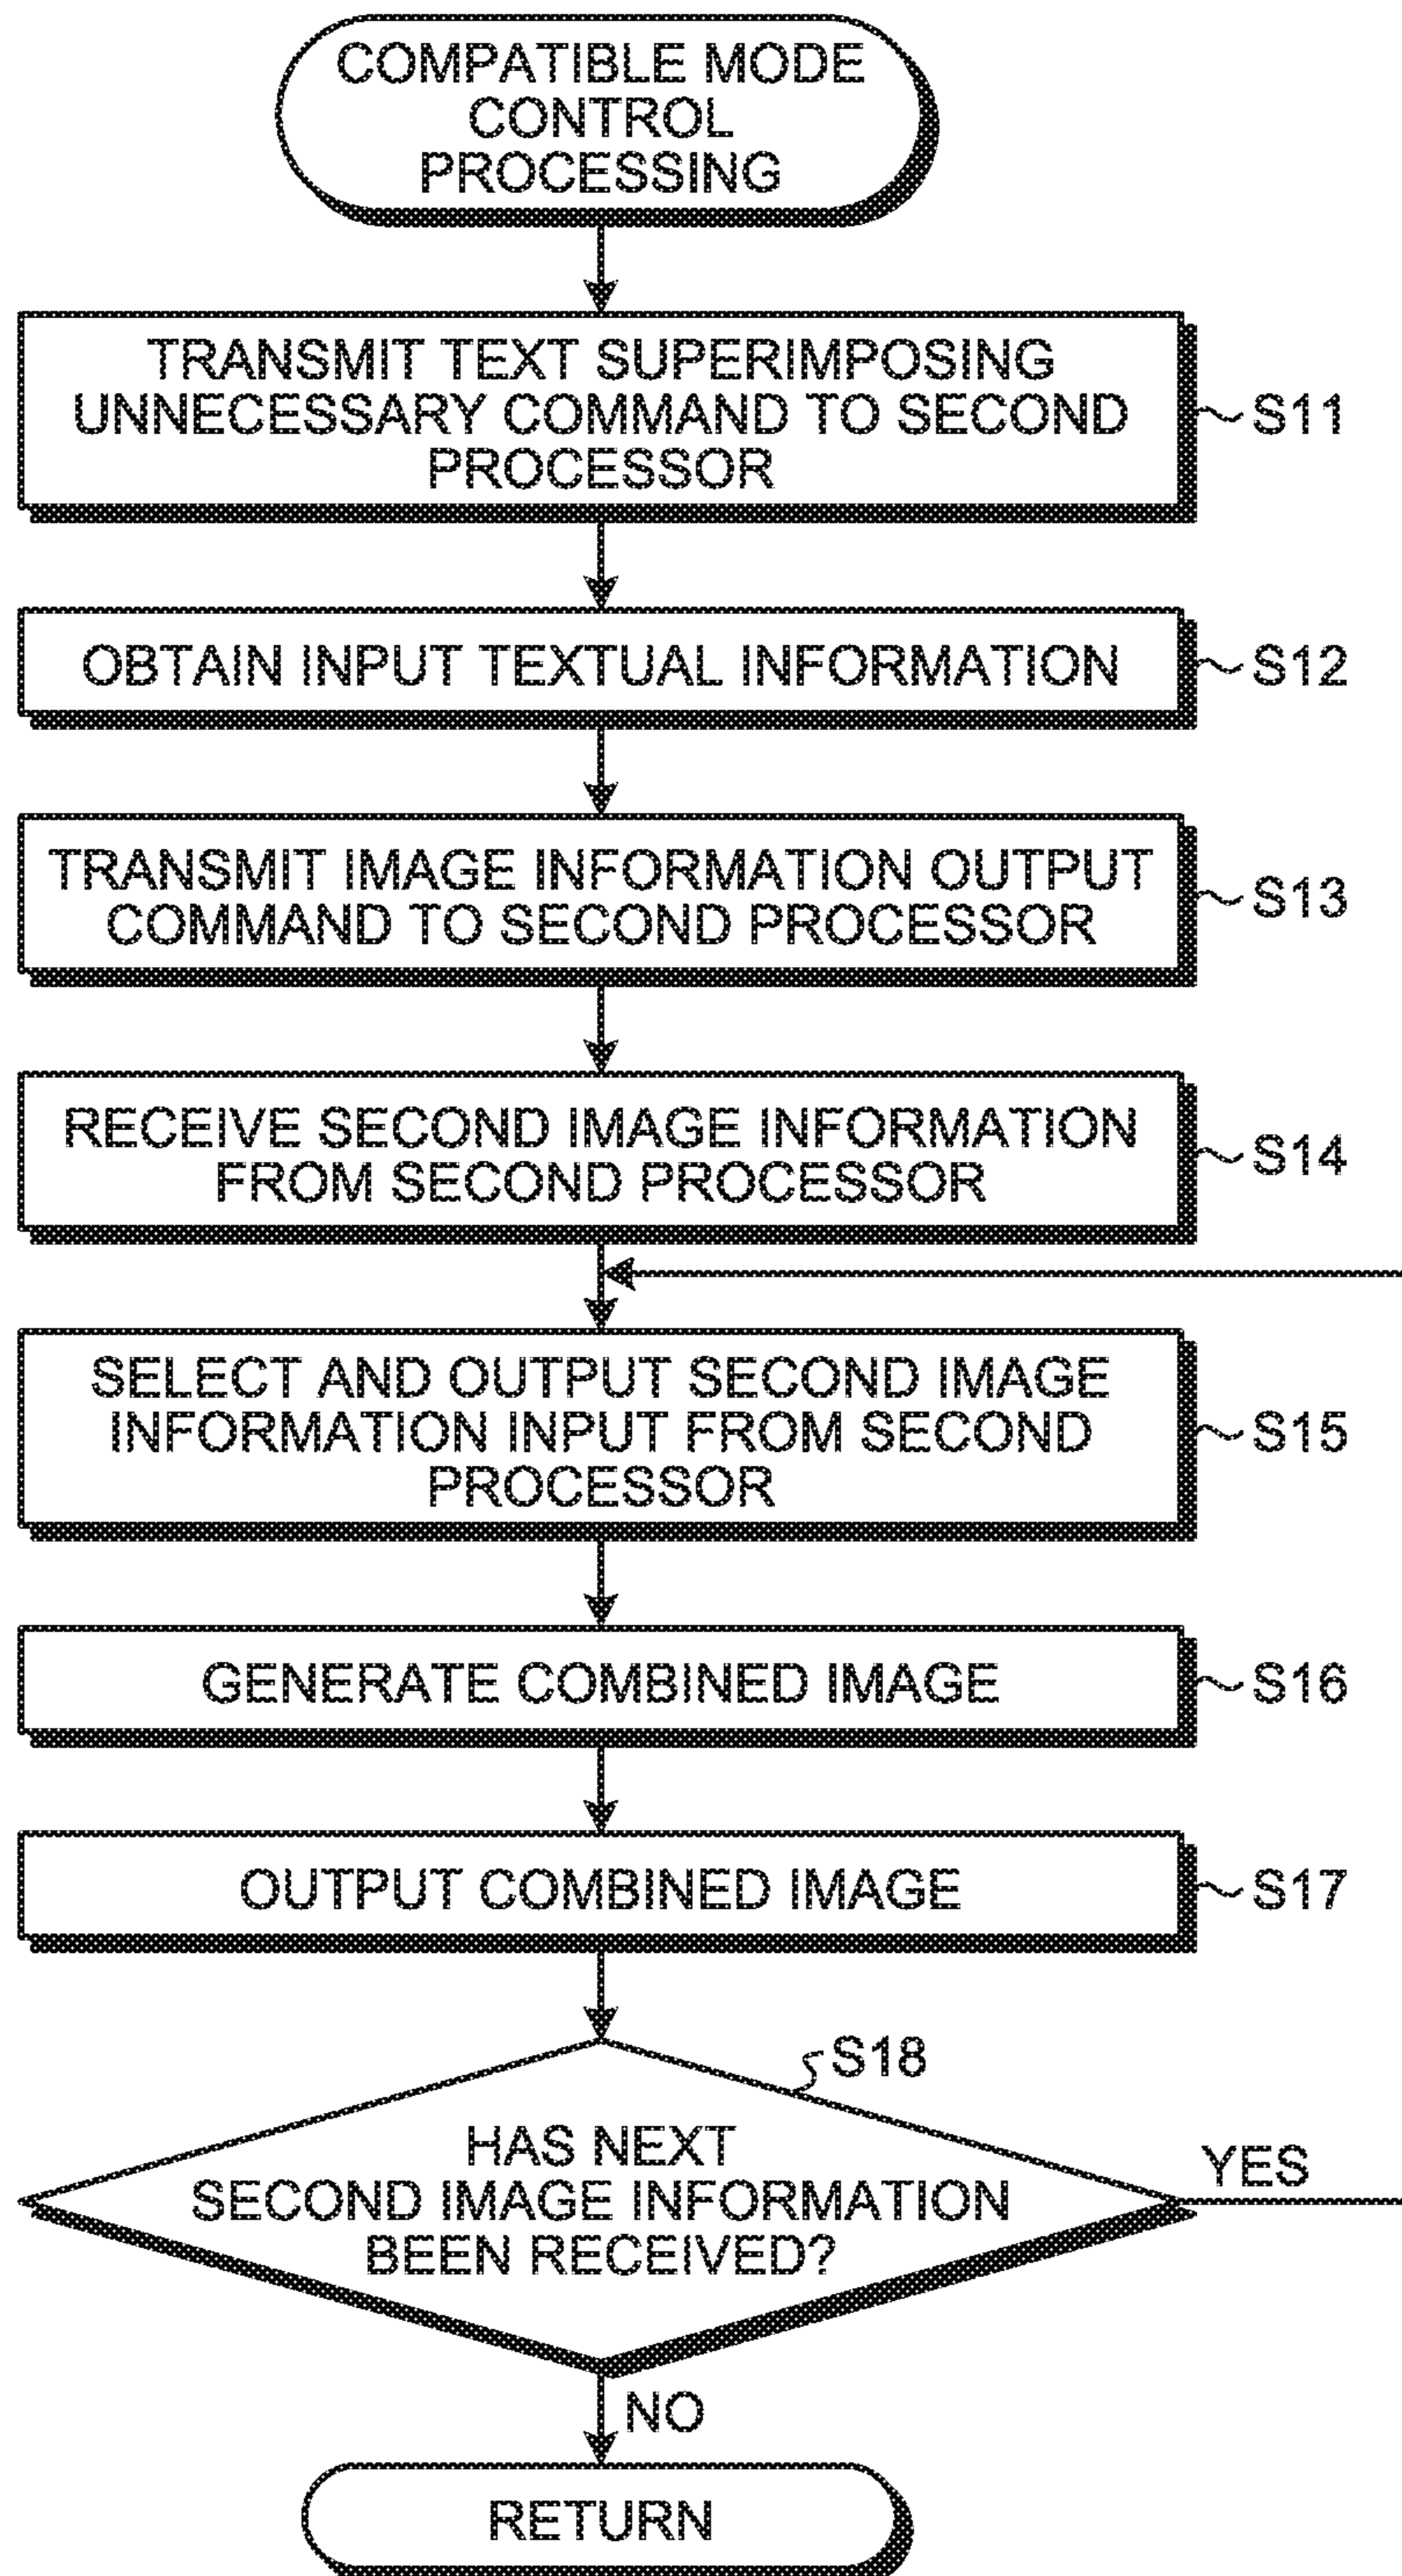 COMPATIBLE MODE
CONTROL
PROCESSING
TRANSMIT TEXT SUPERIMPOSING
UNNECESSARY COMMAND TO SECOND
PROCESSOR
S11
OBTAIN INPUT TEXTUAL INFORMATION
S12
TRANSMIT IMAGE INFORMATION OUTPUT
COMMAND TO SECOND PROCESSOR
S13
RECEIVE SECOND IMAGE INFORMATION
FROM SECOND PROCESSOR
S14
SELECT AND OUTPUT SECOND IMAGE
INFORMATION INPUT FROM SECOND
PROCESSOR
S15
GENERATE COMBINED IMAGE
S16
OUTPUT COMBINED IMAGE
S17
S18
HAS NEXT
SECOND IMAGE INFORMATION
BEEN RECEIVED?
YES
NO
RETURN